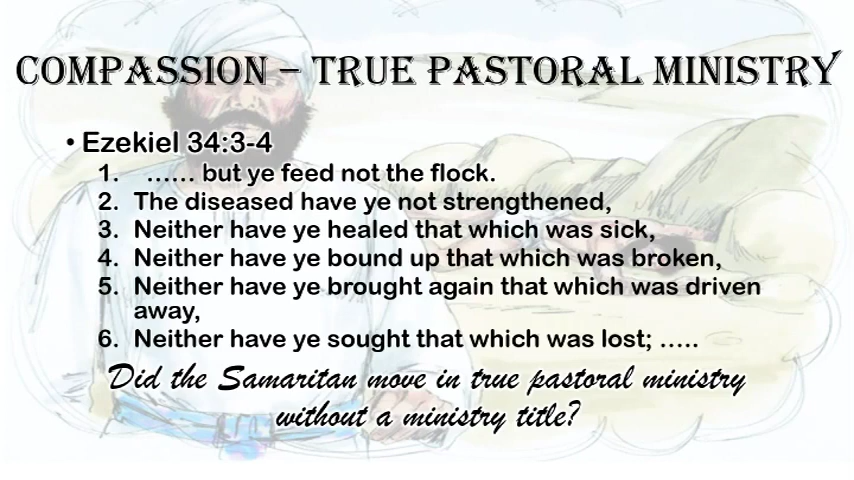 COMPASSION – TRUE PASTORAL MINISTRY
• Ezekiel 34:3-4
1. …… but ye feed not the flock.
2. The diseased have ye not strengthened,
3. Neither have ye healed that which was sick,
4. Neither have ye bound up that which was broken,
5. Neither have ye brought again that which was driven
away,
6. Neither have ye sought that which was lost; …..
Did the Samaritan move in true pastoral ministry
without a ministry title?